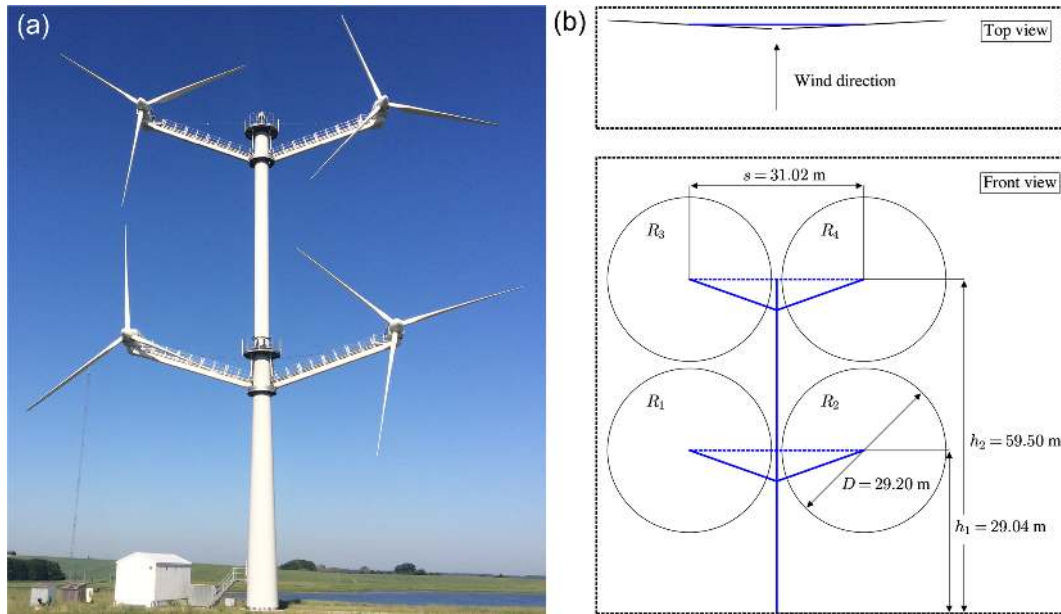 (a)
(b)
Top view
Wind direction
Front view
s = 31.02 m
R₃
R₄
R₁
R₂
h₂ = 59.50 m
D = 29.20 m
h₁ = 29.04 m